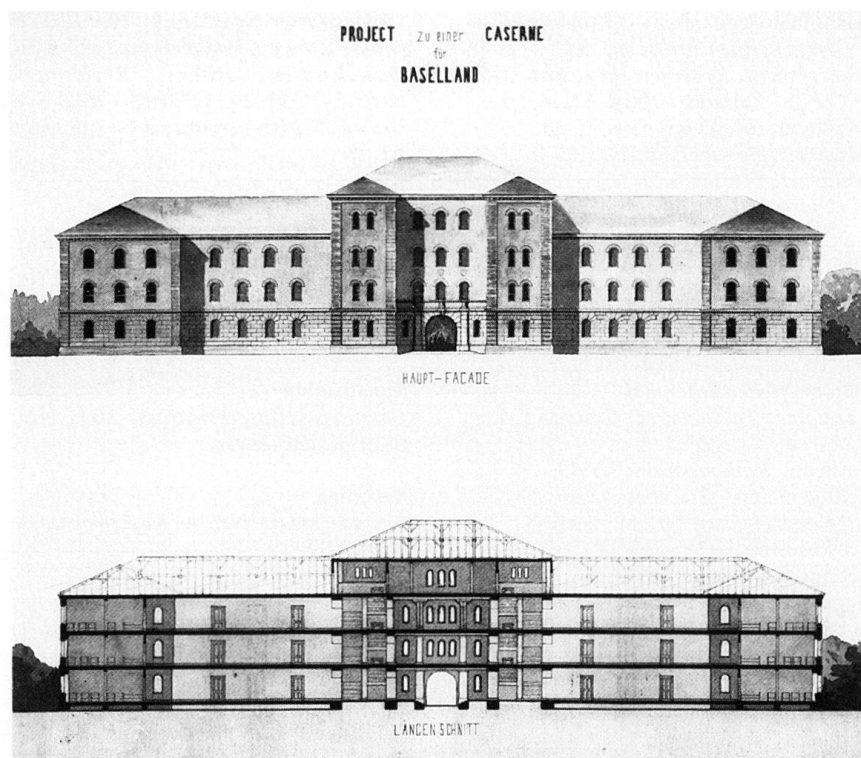 PROJECT zu einer CASERNE
für
BASELLAND
HAUPT-FACADE
LÄNGENSCHNITT